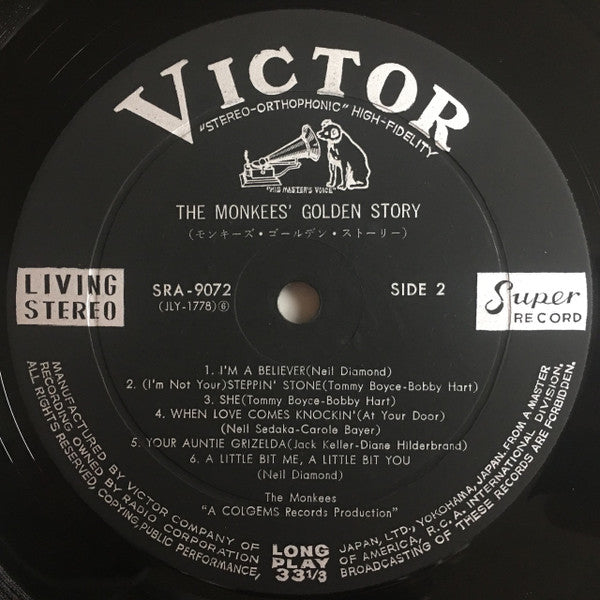 VICTOR
"STEREO-ORTHOPHONIC" HIGH-FIDELITY
"HIS MASTER'S VOICE"
THE MONKEES' GOLDEN STORY
(モンキーズ・ゴールデン・ストーリー)
LIVING
STEREO
SRA-9072
(JLY-1778)⑥
SIDE 2
Super
RECORD
1. I'M A BELIEVER(Neil Diamond)
2. (I'm Not Your)STEPPIN' STONE(Tommy Boyce-Bobby Hart)
3. SHE(Tommy Boyce-Bobby Hart)
4. WHEN LOVE COMES KNOCKIN'(At Your Door)
(Neil Sedaka-Carole Bayer)
5. YOUR AUNTIE GRIZELDA(Jack Keller-Diane Hilderbrand)
6. A LITTLE BIT ME, A LITTLE BIT YOU
(Neil Diamond)
The Monkees
"A COLGEMS Records Production"
MANUFACTURED BY VICTOR COMPANY OF JAPAN, LTD., YOKOHAMA, JAPAN. FROM A MASTER
RECORDING OWNED BY RADIO CORPORATION OF AMERICA, R.C.A. INTERNATIONAL DIVISION.
ALL RIGHTS RESERVED, COPYING, PUBLIC PERFORMANCE, BROADCASTING OF THESE RECORDS ARE FORBIDDEN.
LONG
PLAY
33 1/3